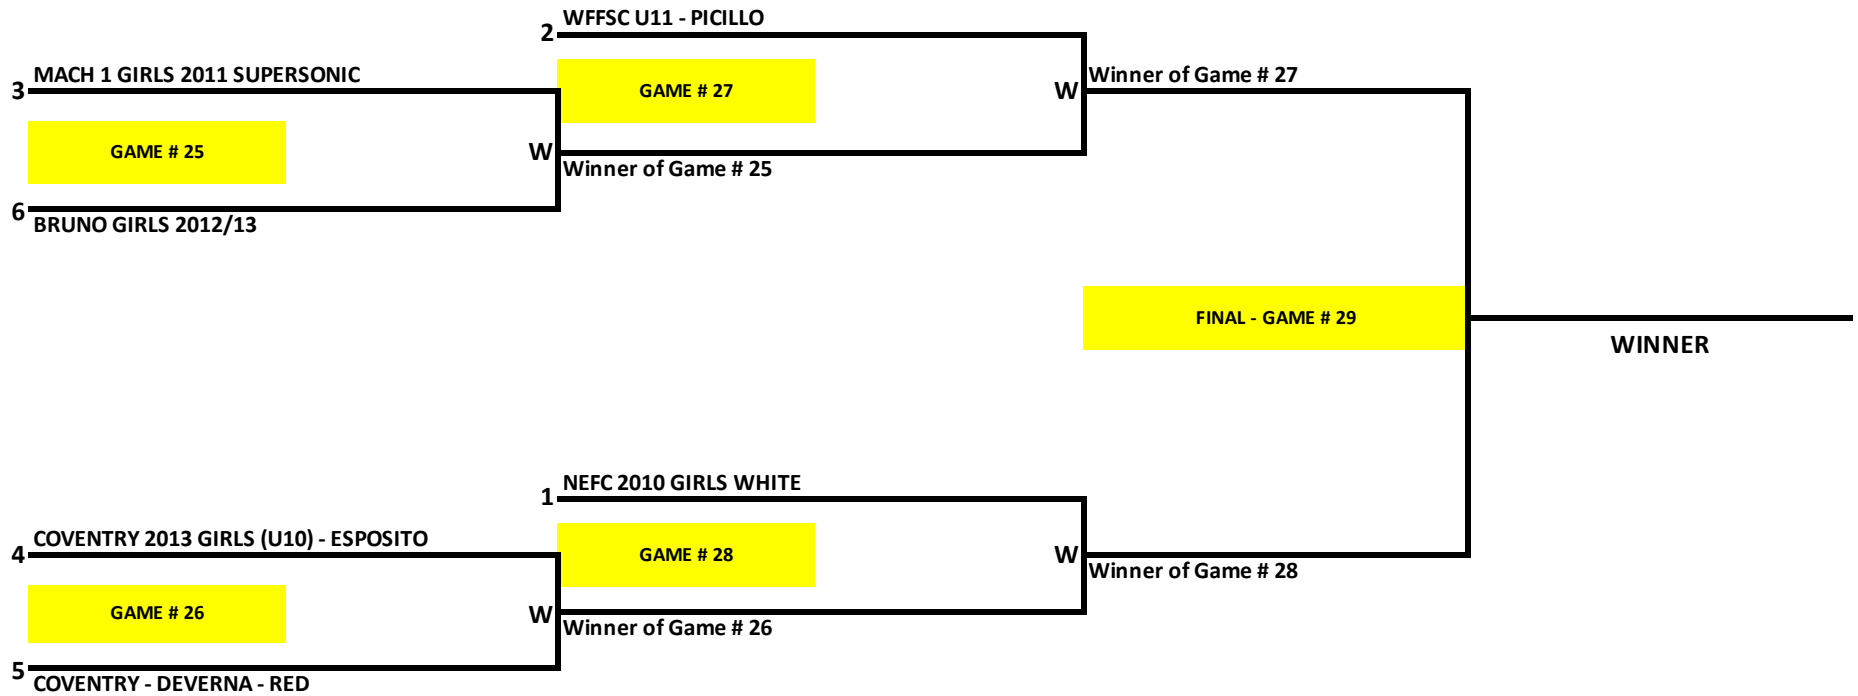 WFFSC U11 - PICILLO
2
MACH 1 GIRLS 2011 SUPERSONIC
Winner of Game # 27
3
GAME # 27
W
GAME # 25
W
Winner of Game # 25
6
BRUNO GIRLS 2012/13
FINAL - GAME # 29
WINNER
NEFC 2010 GIRLS WHITE
1
COVENTRY 2013 GIRLS (U10) - ESPOSITO
4
GAME # 28
W
Winner of Game # 28
GAME # 26
W
Winner of Game # 26
5
COVENTRY - DEVERNA - RED